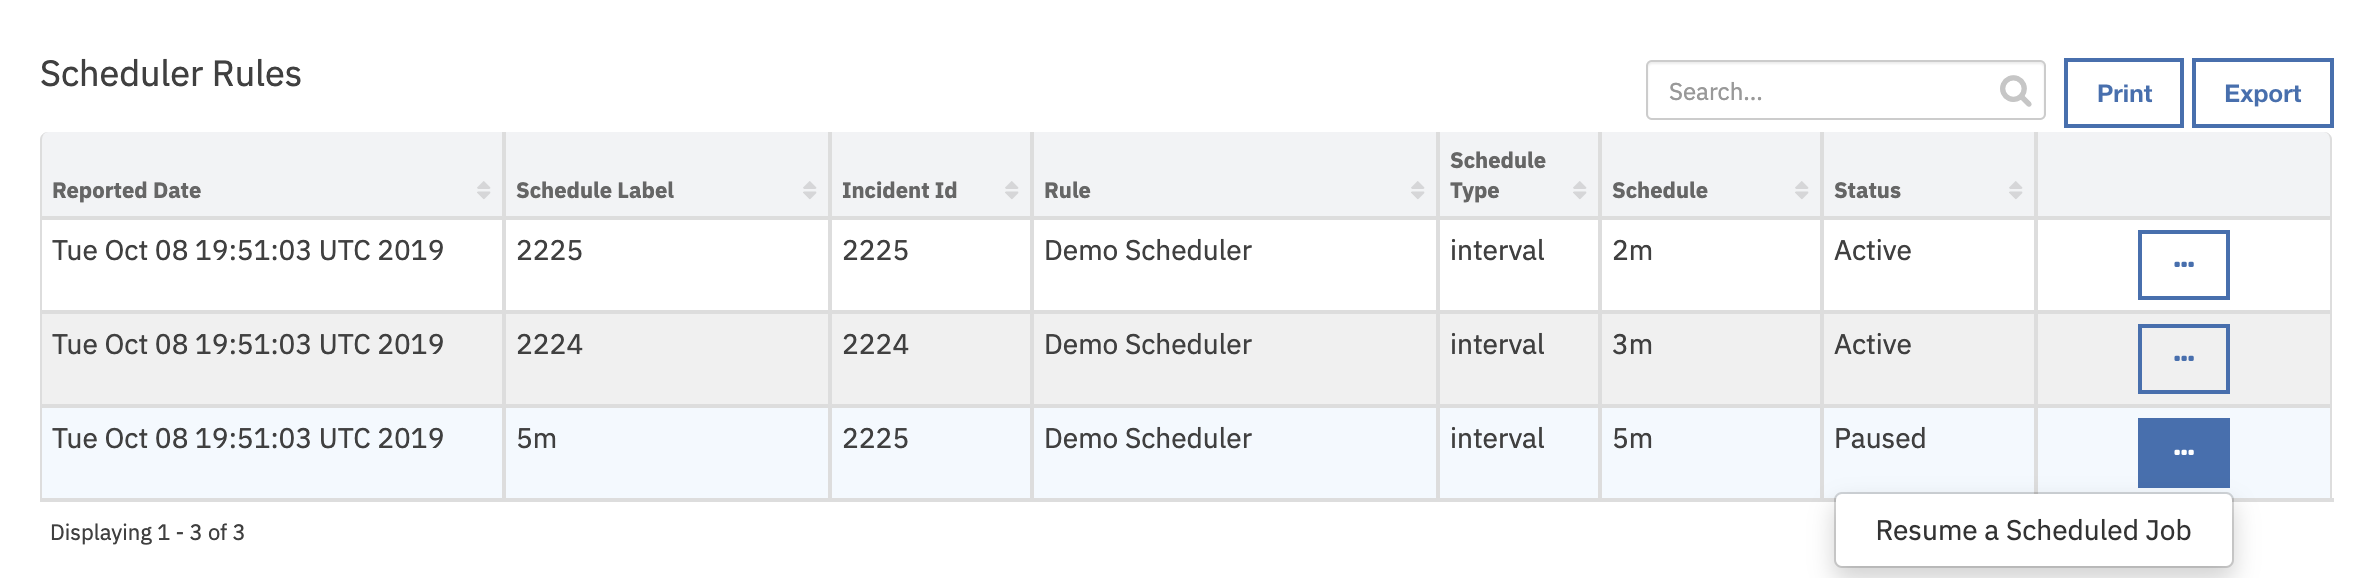 Scheduler Rules
Search...
Print
Export
Reported Date
Schedule Label
Incident Id
Rule
Schedule
Type
Schedule
Status
Tue Oct 08 19:51:03 UTC 2019 2225 2225 Demo Scheduler interval 2m Active ...
Tue Oct 08 19:51:03 UTC 2019 2224 2224 Demo Scheduler interval 3m Active ...
Tue Oct 08 19:51:03 UTC 2019 5m 2225 Demo Scheduler interval 5m Paused ...
Displaying 1 - 3 of 3
Resume a Scheduled Job